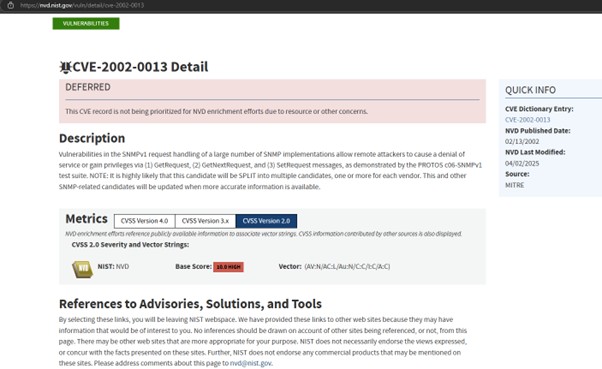 https://nvd.nist.gov/vuln/detail/cve-2002-0013
VULNERABILITIES
CVE-2002-0013 Detail
DEFERRED
This CVE record is not being prioritized for NVD enrichment efforts due to resource or other concerns.
Description
Vulnerabilities in the SNMPv1 request handling of a large number of SNMP implementations allow remote attackers to cause a denial of
service or gain privileges via (1) GetRequest, (2) GetNextRequest, and (3) SetRequest messages, as demonstrated by the PROTOS c06-SNMPv1
test suite. NOTE: It is highly likely that this candidate will be SPLIT into multiple candidates, one or more for each vendor. This and other
SNMP-related candidates will be updated when more accurate information is available.
Metrics
CVSS Version 4.0
CVSS Version 3.x
CVSS Version 2.0
NVD enrichment efforts reference publicly available information to associate vector strings. CVSS information contributed by other sources is also displayed.
CVSS 2.0 Severity and Vector Strings:
NVD
NIST: NVD
Base Score: 10.0 HIGH
Vector: (AV:N/AC:L/Au:N/C:C/I:C/A:C)
References to Advisories, Solutions, and Tools
By selecting these links, you will be leaving NIST webspace. We have provided these links to other web sites because they may have
information that would be of interest to you. No inferences should be drawn on account of other sites being referenced, or not, from this
page. There may be other web sites that are more appropriate for your purpose. NIST does not necessarily endorse the views expressed,
or concur with the facts presented on these sites. Further, NIST does not endorse any commercial products that may be mentioned on
these sites. Please address comments about this page to nvd@nist.gov.
QUICK INFO
CVE Dictionary Entry:
CVE-2002-0013
NVD Published Date:
02/13/2002
NVD Last Modified:
04/02/2025
Source:
MITRE